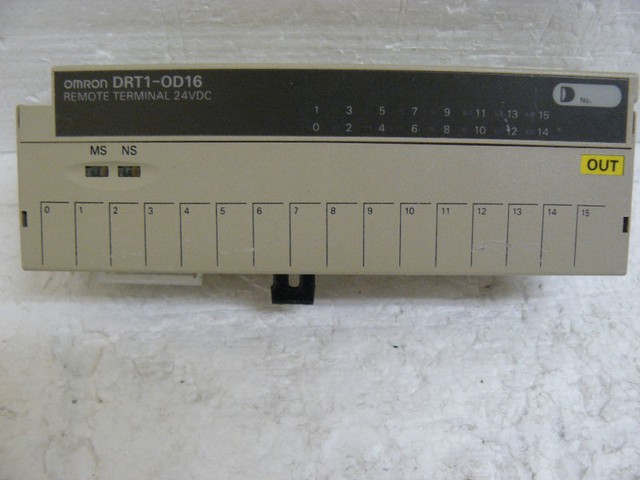 omron DRT1-OD16
REMOTE TERMINAL 24VDC
D No.
1 3 5 7 9 11 13 15
0 2 4 6 8 10 12 14
MS NS
OUT
0 1 2 3 4 5 6 7 8 9 10 11 12 13 14 15